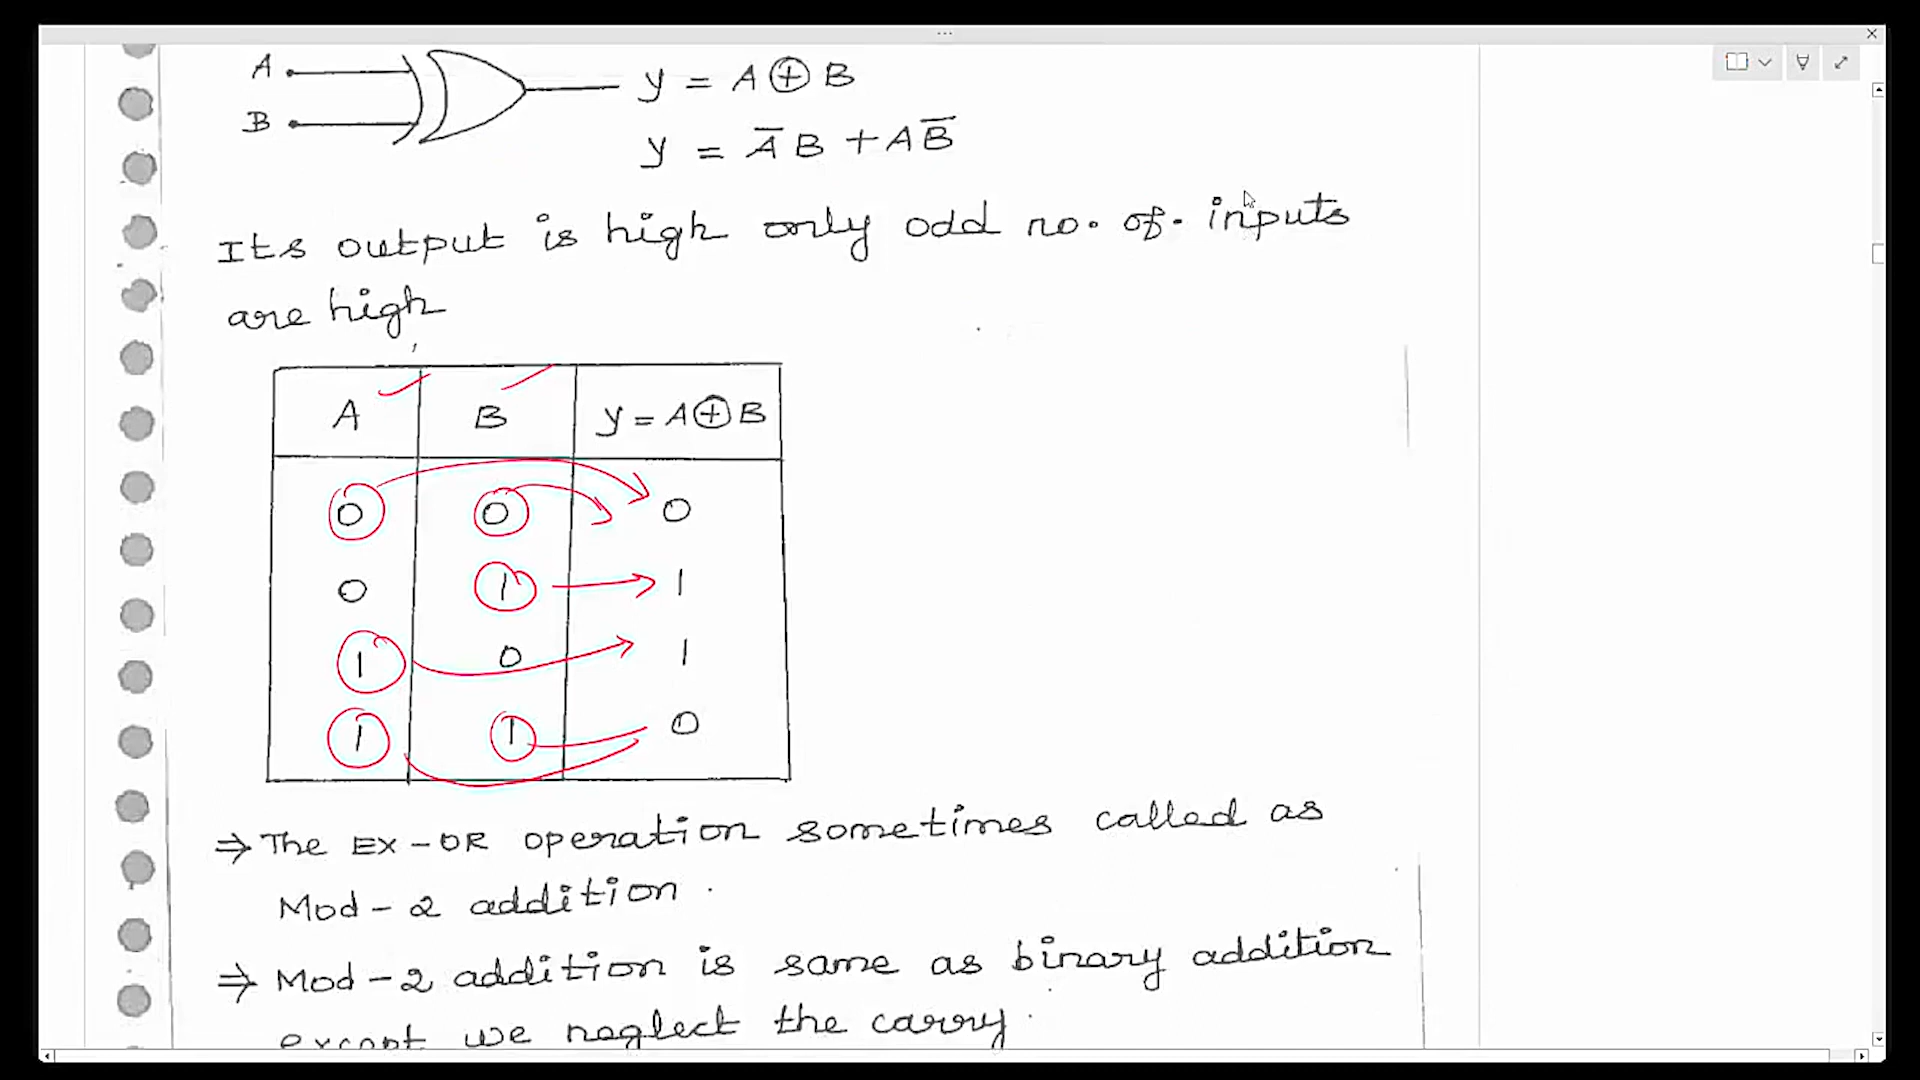 A
y = A ⊕ B
B
y = A̅ B + A B̅
Its output is high only odd no. of. inputs
are high
A B y = A ⊕ B
0 0 0
0 1 1
1 0 1
1 1 0
⇒ The EX-OR operation sometimes called as
Mod-2 addition.
⇒ Mod-2 addition is same as binary addition
except we neglect the carry.